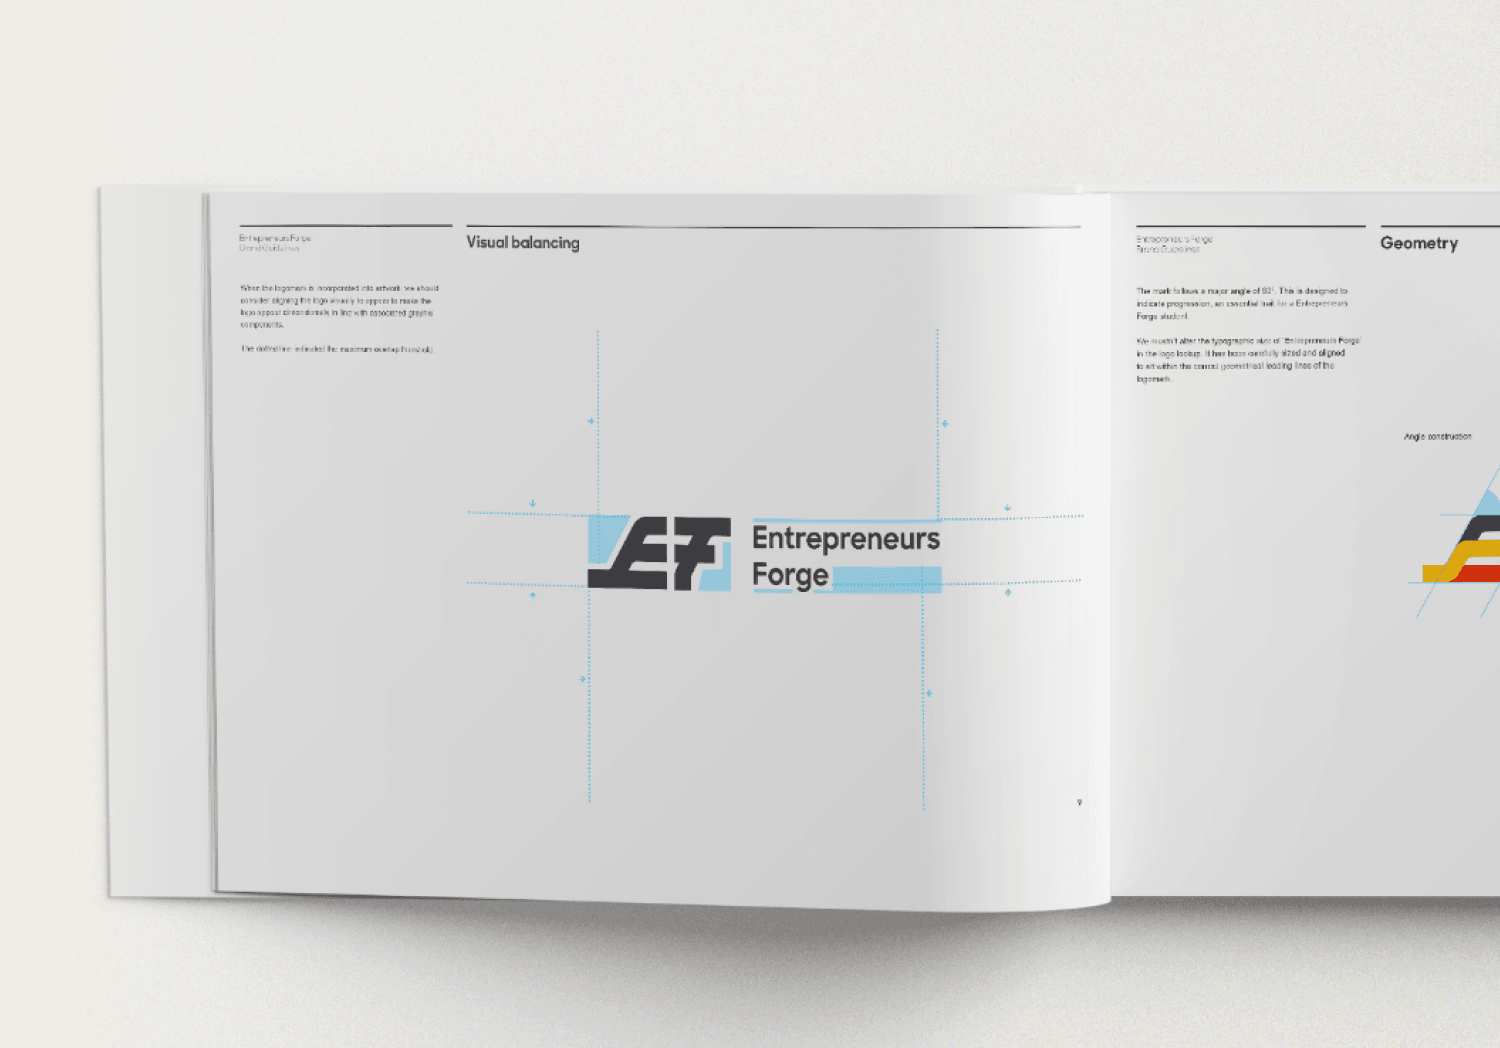 Entrepreneurs Forge
Brand Guidelines
Visual balancing
When the logomark is incorporated into artwork we should
consider aligning the logo to appear to make the
logo appear dimensionally in line with associated graphic
components.
The dotted line indicated the maximum overlap threshold.
EF
Entrepreneurs
Forge
9
Entrepreneurs Forge
Brand Guidelines
Geometry
The mark follows a major angle of 60°. This is designed to
indicate progression, an essential trait for a Entrepreneurs
Forge student.
We mustn't alter the typographic size of 'Entrepreneurs Forge'
in the logo lockup. It has been carefully sized and aligned
to sit within the correct geometrical leading lines of the
logomark.
Angle construction